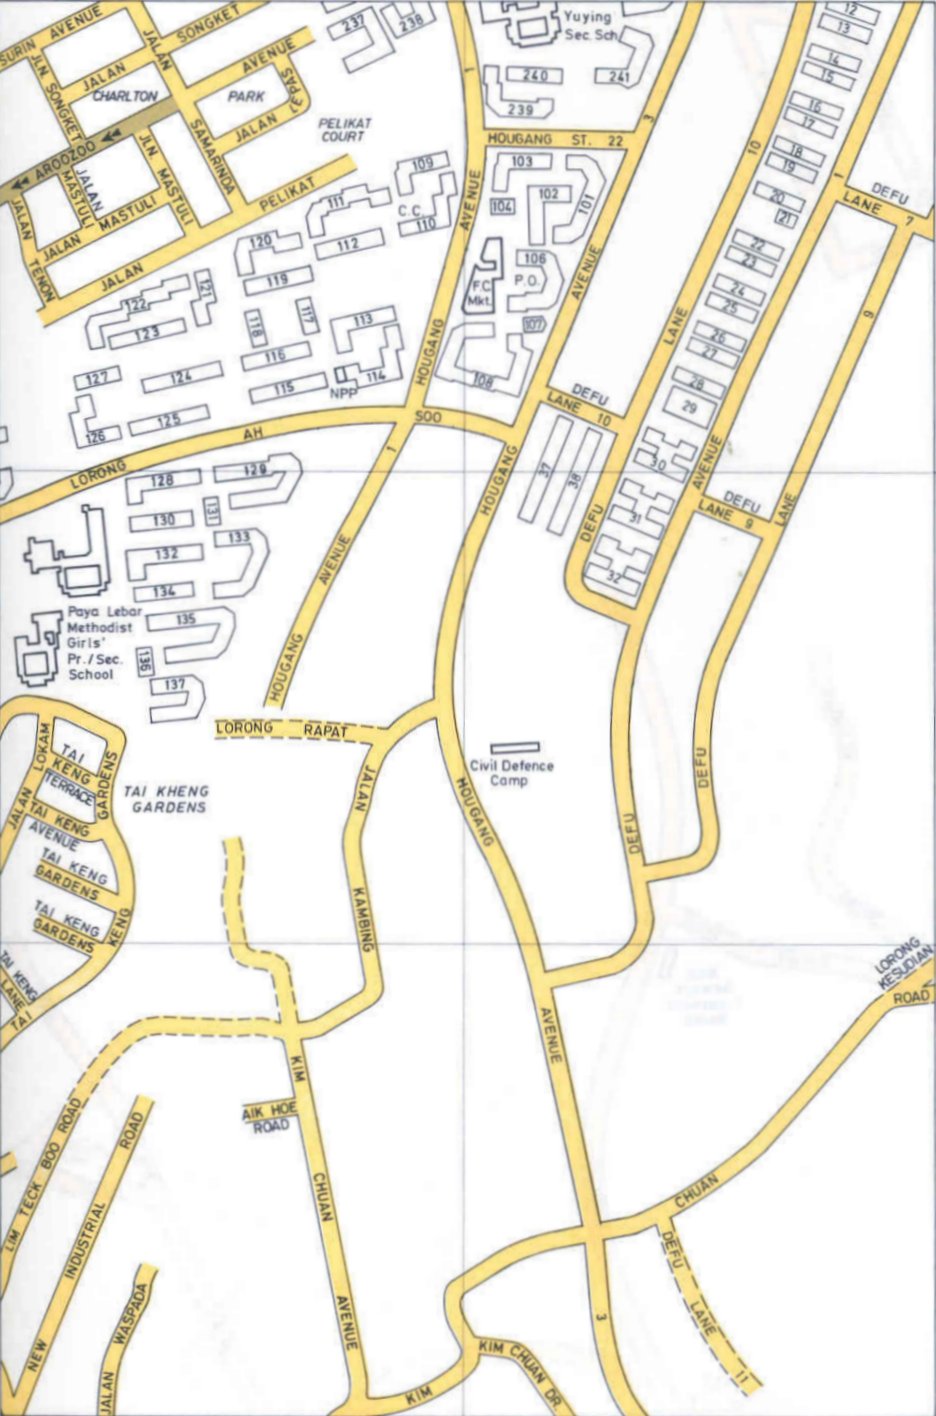 SURIN AVENUE
JALAN
SONGKET
237
238
1
Yuying
Sec. Sch.
12
13
JLN. SONGKET
JALAN
AVENUE
PAS
37
240
241
14
15
CHARLTON
PARK
239
3
16
17
AROOZOO
JLN. MASTULI
SAMARINDA
JALAN
PELIKAT
COURT
HOUGANG ST. 22
10
18
19
JALAN
MASTULI
109
103
102
101
104
1
DEFU
LANE 7
20
21
JALAN MASTULI
PELIKAT
111
C.C.
110
AVENUE
JALAN
TENON
120
112
22
23
JALAN
119
F.C.
Mkt.
106
P.O.
AVENUE
24
25
122
121
123
118
117
113
107
LANE
9
26
27
116
HOUGANG
127
124
115
NPP
114
108
28
29
DEFU
LANE 10
126
125
SOO
AH
LORONG
1
37
38
30
AVENUE
128
129
HOUGANG
DEFU
LANE 9
LANE
130
131
31
DEFU
132
133
AVENUE
134
32
Paya Lebar
Methodist
Girls'
Pr./Sec.
School
135
136
137
HOUGANG
LORONG RAPAT
JALAN LOKAM
TAI
KENG
TERRACE
GARDENS
Civil Defence
Camp
JALAN
DEFU
TAI KHENG
GARDENS
HOUGANG
TAI KENG
AVENUE
DEFU
TAI KENG
GARDENS
KAMBING
TAI KENG
GARDENS
KENG
TAI KENG
LANE
TAI
LORONG
KESUDIAN
ROAD
AVENUE
KIM
AIK HOE
ROAD
LIM TECK BOO ROAD
ROAD
CHUAN
CHUAN
INDUSTRIAL
DEFU
LANE
11
WASPADA
AVENUE
3
NEW
JALAN
KIM
KIM CHUAN DR